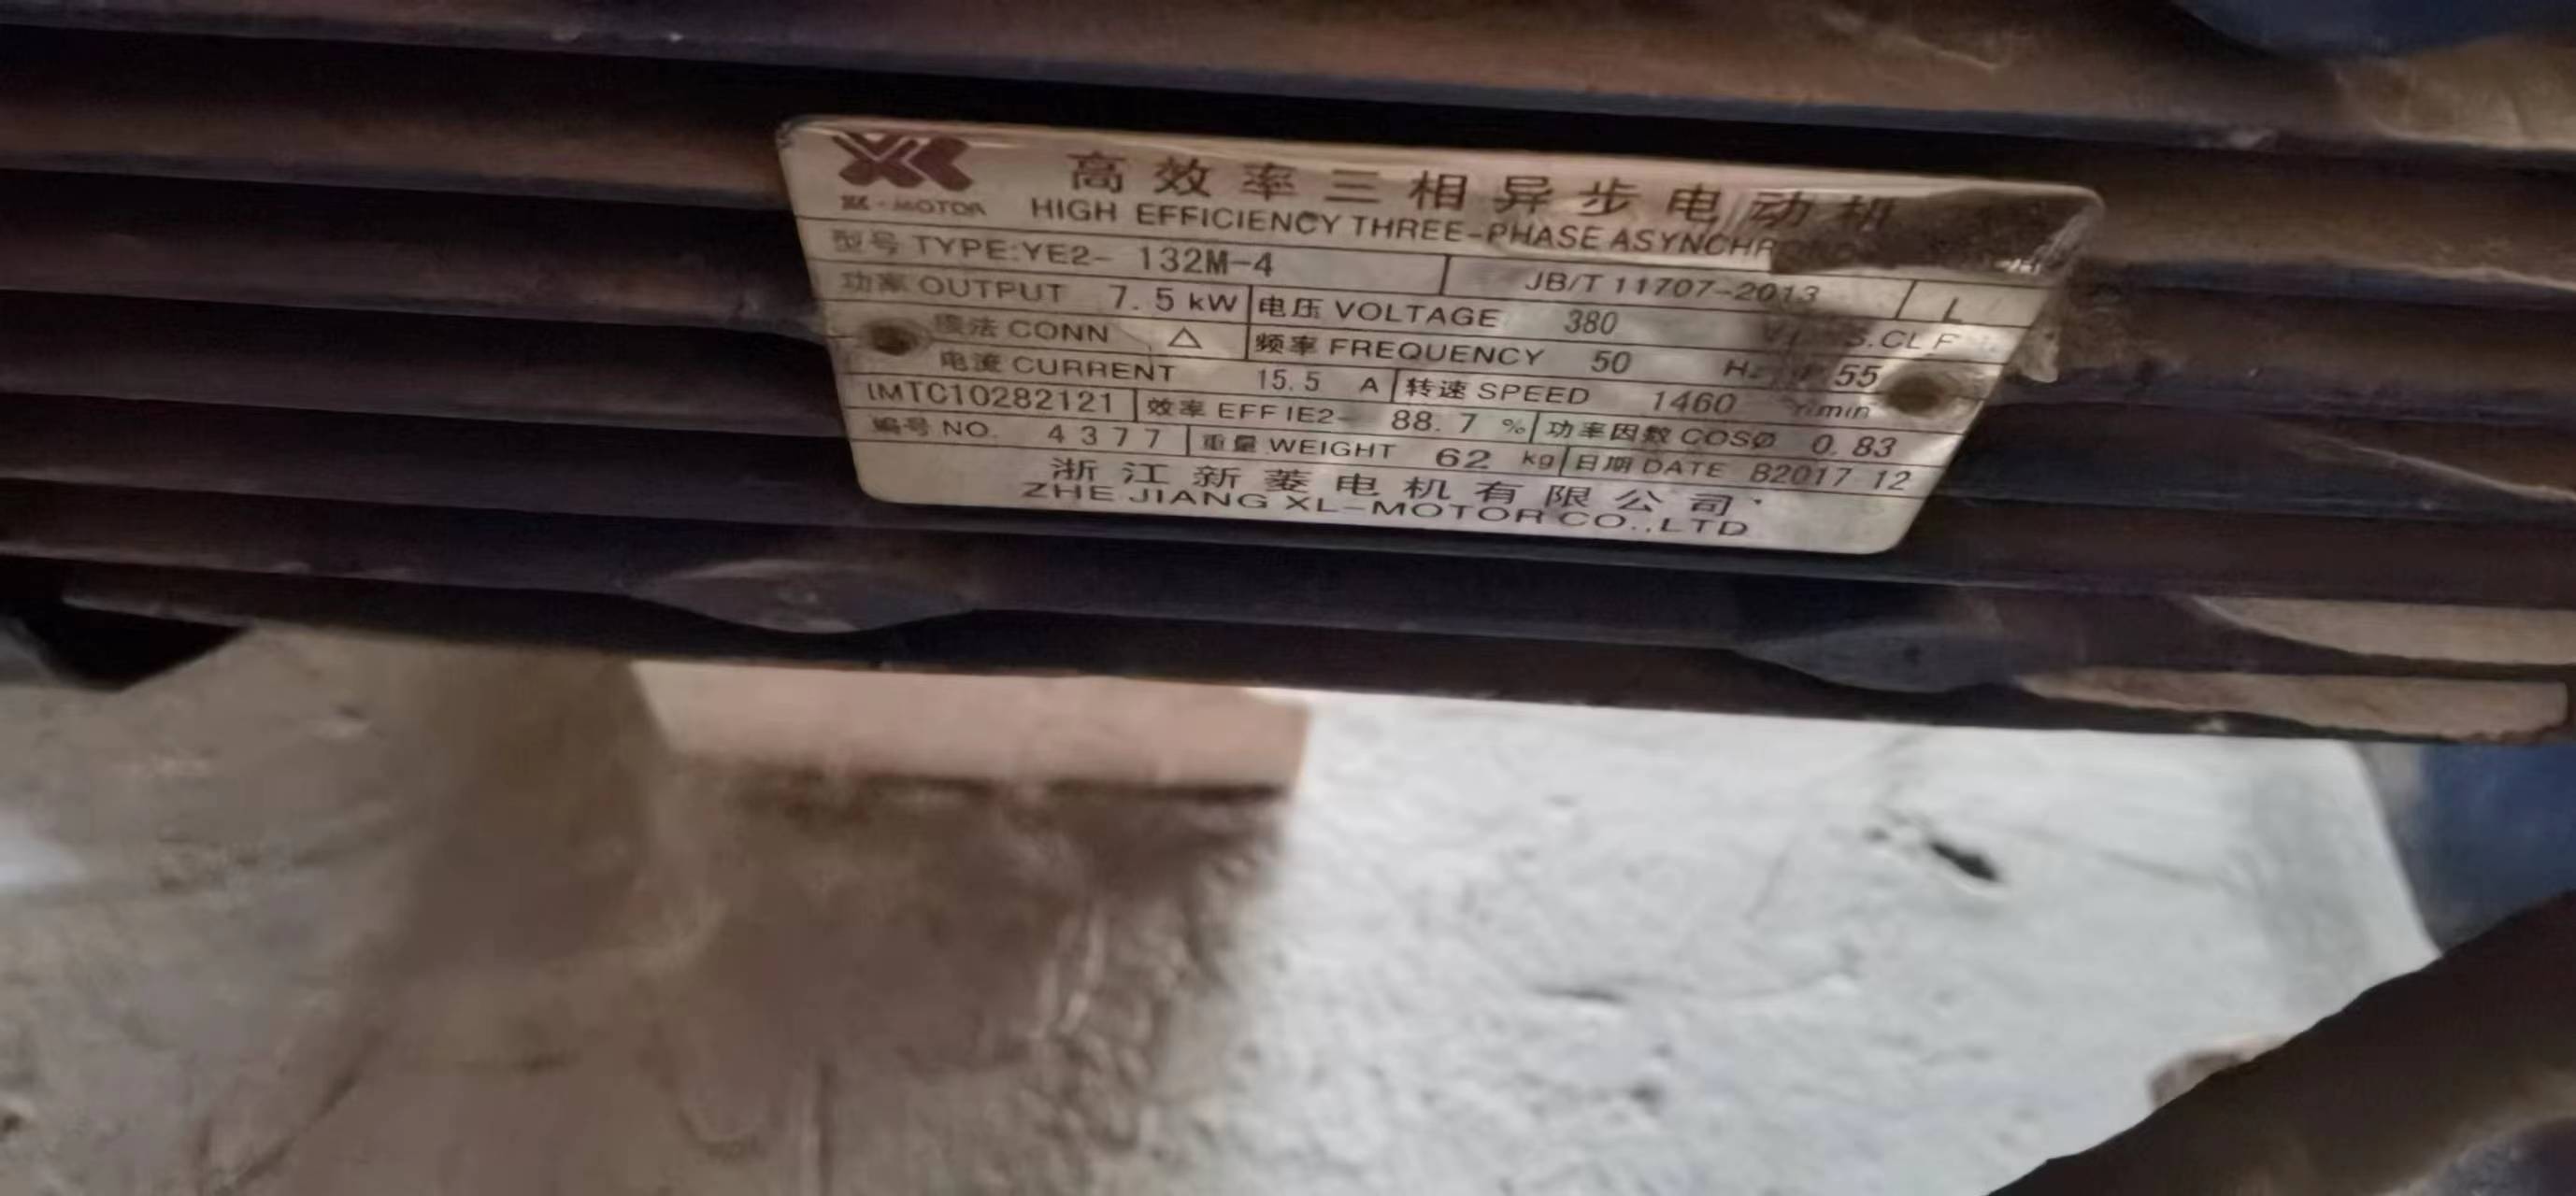 XL-MOTOR
高效率三相异步电动机
HIGH EFFICIENCY THREE-PHASE ASYNCHR
型号 TYPE:YE2- 132M-4 JB/T 11707-2013 L
功率 OUTPUT 7.5 kW 电压 VOLTAGE 380 V S.CL F
接法 CONN △ 频率 FREQUENCY 50 Hz 55
电流 CURRENT 15.5 A 转速 SPEED 1460 r/min
IMTC10282121 效率 EFF IE2- 88.7 % 功率因数 COSØ 0.83
编号 NO. 4377 重量 WEIGHT 62 kg 日期 DATE B2017 12
浙江新菱电机有限公司
ZHE JIANG XL-MOTOR CO.,LTD